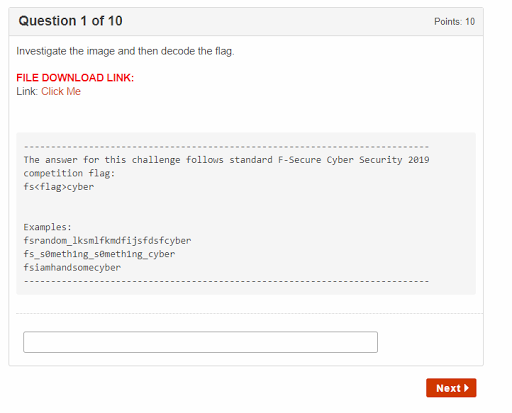 Question 1 of 10
Points: 10
Investigate the image and then decode the flag.
FILE DOWNLOAD LINK:
Link: Click Me
---------------------------------------------------------------------------
The answer for this challenge follows standard F-Secure Cyber Security 2019
competition flag:
fs<flag>cyber
Examples:
fsrandom_lksmlfkmdfijsfdsfcyber
fs_s0meth1ng_s0meth1ng_cyber
fsiamhandsomecyber
---------------------------------------------------------------------------
Next